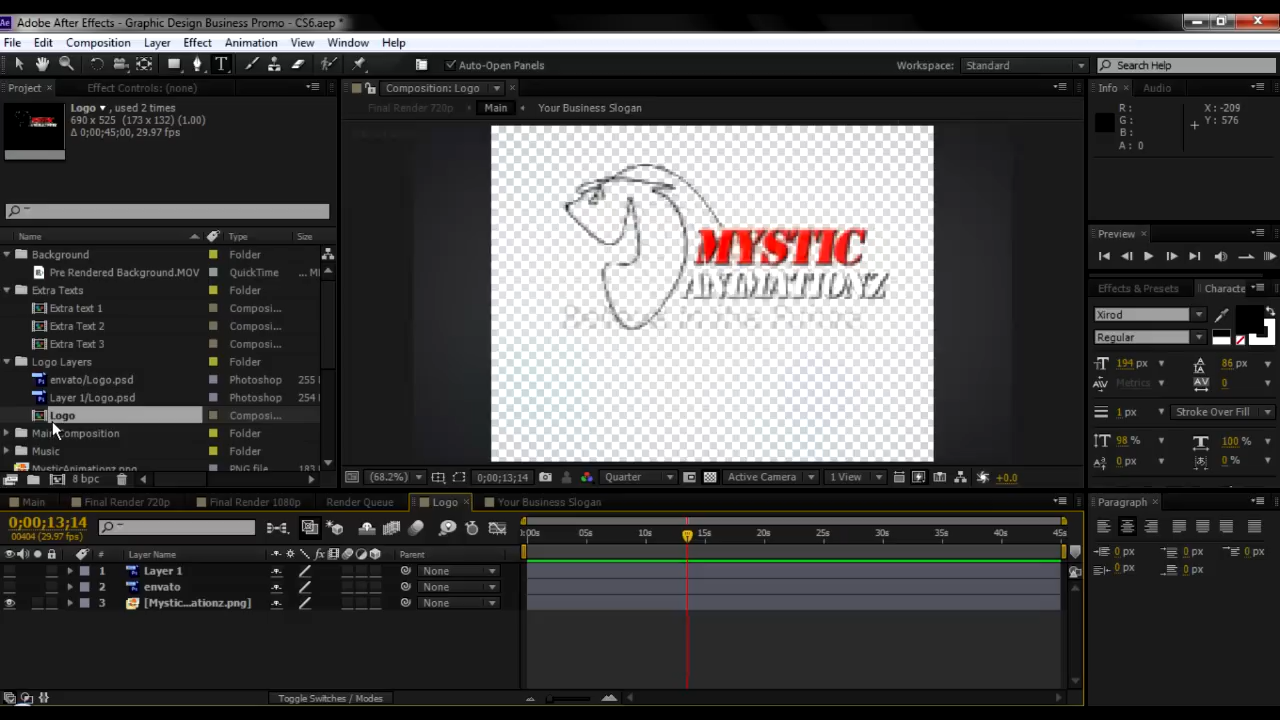 Adobe After Effects - Graphic Design Business Promo - CS6.aep *
File Edit Composition Layer Effect Animation View Window Help
Auto-Open Panels Workspace: Standard Search Help
Project Effect Controls: (none) Composition: Logo Info Audio
Logo , used 2 times
690 x 525 (173 x 132) (1.00)
Δ 0;00;45;00, 29.97 fps
Final Render 720p Main Your Business Slogan
R: X: -209
G: Y: 576
B:
A: 0
MYSTIC
ANIMATIONZ
Name Type Size
Background Folder
Pre Rendered Background.MOV QuickTime ... M
Extra Texts Folder
Extra text 1 Composi...
Extra Text 2 Composi...
Extra Text 3 Composi...
Logo Layers Folder
envato/Logo.psd Photoshop 255
Layer 1/Logo.psd Photoshop 254
Logo Composi...
Main Composition Folder
Music Folder
MysticAnimationz.png PNG file 183
8 bpc
Preview
Effects & Presets Characte
Xirod
Regular
194 px 86 px
Metrics 0
1 px Stroke Over Fill
98 % 100 %
0 px 0 %
(68.2%) 0;00;13;14 Quarter Active Camera 1 View +0.0
Main Final Render 720p Final Render 1080p Render Queue Logo Your Business Slogan
Paragraph
0;00;13;14
00404 (29.97 fps)
0:00s 05s 10s 15s 20s 25s 30s 35s 40s 45s
0 px 0 px 0 px
0 px 0 px
# Layer Name Parent
1 Layer 1 None
2 envato None
3 [Mystic...ationz.png] None
Toggle Switches / Modes